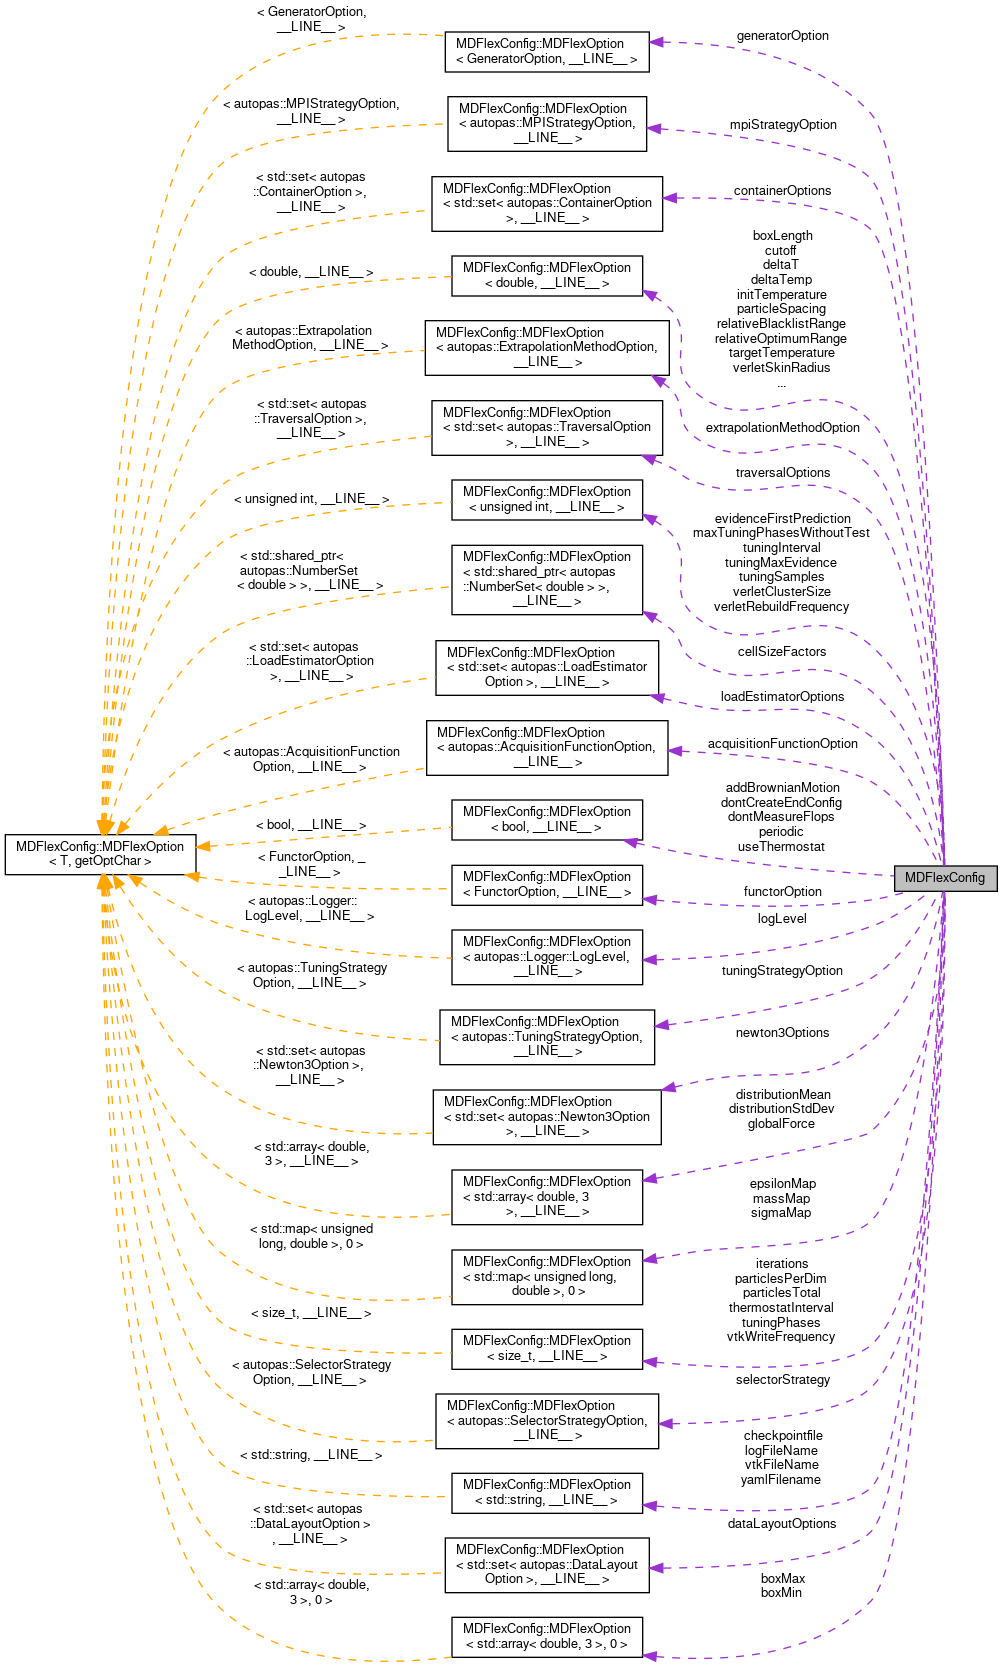 < GeneratorOption,
__LINE__ >
MDFlexConfig::MDFlexOption
< GeneratorOption, __LINE__ >
generatorOption
< autopas::MPIStrategyOption,
__LINE__ >
MDFlexConfig::MDFlexOption
< autopas::MPIStrategyOption,
__LINE__ >
mpiStrategyOption
< std::set< autopas
::ContainerOption >,
__LINE__ >
MDFlexConfig::MDFlexOption
< std::set< autopas::ContainerOption
>, __LINE__ >
containerOptions
< double, __LINE__ >
MDFlexConfig::MDFlexOption
< double, __LINE__ >
boxLength
cutoff
deltaT
deltaTemp
initTemperature
particleSpacing
relativeBlacklistRange
relativeOptimumRange
targetTemperature
verletSkinRadius
...
< autopas::Extrapolation
MethodOption, __LINE__ >
MDFlexConfig::MDFlexOption
< autopas::ExtrapolationMethodOption,
__LINE__ >
extrapolationMethodOption
< std::set< autopas
::TraversalOption >,
__LINE__ >
MDFlexConfig::MDFlexOption
< std::set< autopas::TraversalOption
>, __LINE__ >
traversalOptions
< unsigned int, __LINE__ >
MDFlexConfig::MDFlexOption
< unsigned int, __LINE__ >
evidenceFirstPrediction
maxTuningPhasesWithoutTest
tuningInterval
tuningMaxEvidence
tuningSamples
verletClusterSize
verletRebuildFrequency
< std::shared_ptr<
autopas::NumberSet
< double > >, __LINE__ >
MDFlexConfig::MDFlexOption
< std::shared_ptr< autopas
::NumberSet< double > >,
__LINE__ >
cellSizeFactors
< std::set< autopas
::LoadEstimatorOption
>, __LINE__ >
MDFlexConfig::MDFlexOption
< std::set< autopas::LoadEstimator
Option >, __LINE__ >
loadEstimatorOptions
< autopas::AcquisitionFunction
Option, __LINE__ >
MDFlexConfig::MDFlexOption
< autopas::AcquisitionFunctionOption,
__LINE__ >
acquisitionFunctionOption
< bool, __LINE__ >
MDFlexConfig::MDFlexOption
< bool, __LINE__ >
addBrownianMotion
dontCreateEndConfig
dontMeasureFlops
periodic
useThermostat
MDFlexConfig::MDFlexOption
< T, getOptChar >
MDFlexConfig
< FunctorOption, _
_LINE__ >
MDFlexConfig::MDFlexOption
< FunctorOption, __LINE__ >
functorOption
< autopas::Logger::
LogLevel, __LINE__ >
MDFlexConfig::MDFlexOption
< autopas::Logger::LogLevel,
__LINE__ >
logLevel
< autopas::TuningStrategy
Option, __LINE__ >
MDFlexConfig::MDFlexOption
< autopas::TuningStrategyOption,
__LINE__ >
tuningStrategyOption
< std::set< autopas
::Newton3Option >,
__LINE__ >
MDFlexConfig::MDFlexOption
< std::set< autopas::Newton3Option
>, __LINE__ >
newton3Options
< std::array< double,
3 >, __LINE__ >
MDFlexConfig::MDFlexOption
< std::array< double, 3
>, __LINE__ >
distributionMean
distributionStdDev
globalForce
< std::map< unsigned
long, double >, 0 >
MDFlexConfig::MDFlexOption
< std::map< unsigned long,
double >, 0 >
epsilonMap
massMap
sigmaMap
< size_t, __LINE__ >
MDFlexConfig::MDFlexOption
< size_t, __LINE__ >
iterations
particlesPerDim
particlesTotal
thermostatInterval
tuningPhases
vtkWriteFrequency
< autopas::SelectorStrategy
Option, __LINE__ >
MDFlexConfig::MDFlexOption
< autopas::SelectorStrategyOption,
__LINE__ >
selectorStrategy
< std::string, __LINE__ >
MDFlexConfig::MDFlexOption
< std::string, __LINE__ >
checkpointfile
logFileName
vtkFileName
yamlFilename
< std::set< autopas
::DataLayoutOption >
, __LINE__ >
MDFlexConfig::MDFlexOption
< std::set< autopas::DataLayout
Option >, __LINE__ >
dataLayoutOptions
< std::array< double,
3 >, 0 >
MDFlexConfig::MDFlexOption
< std::array< double, 3 >, 0 >
boxMax
boxMin